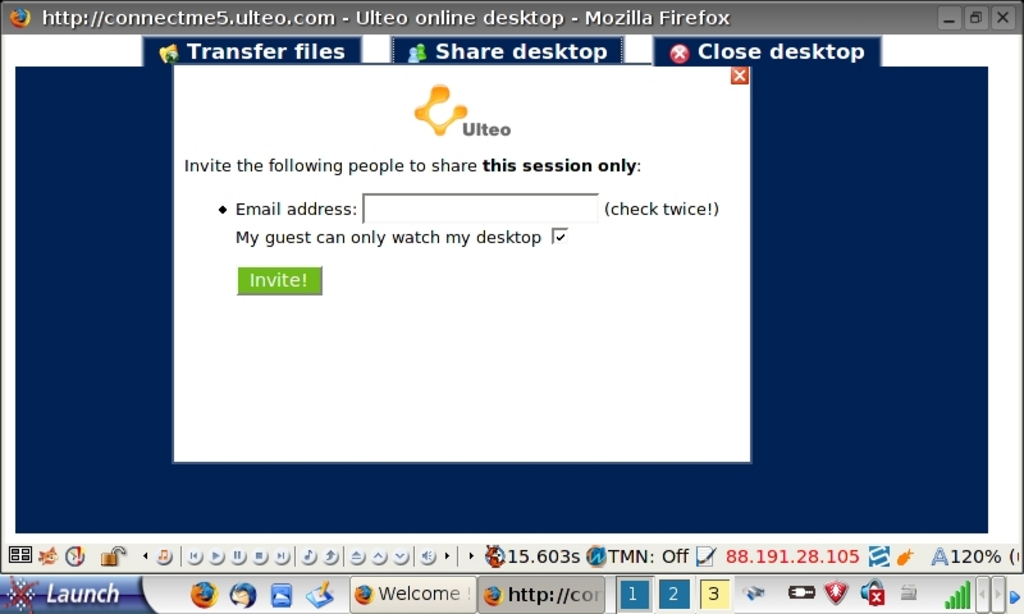 http://connectme5.ulteo.com - Ulteo online desktop - Mozilla Firefox
Transfer files Share desktop Close desktop
Ulteo
Invite the following people to share this session only:
Email address: (check twice!)
My guest can only watch my desktop
Invite!
15.603s TMN: Off 88.191.28.105 120% (
Launch Welcome http://cor 1 2 3